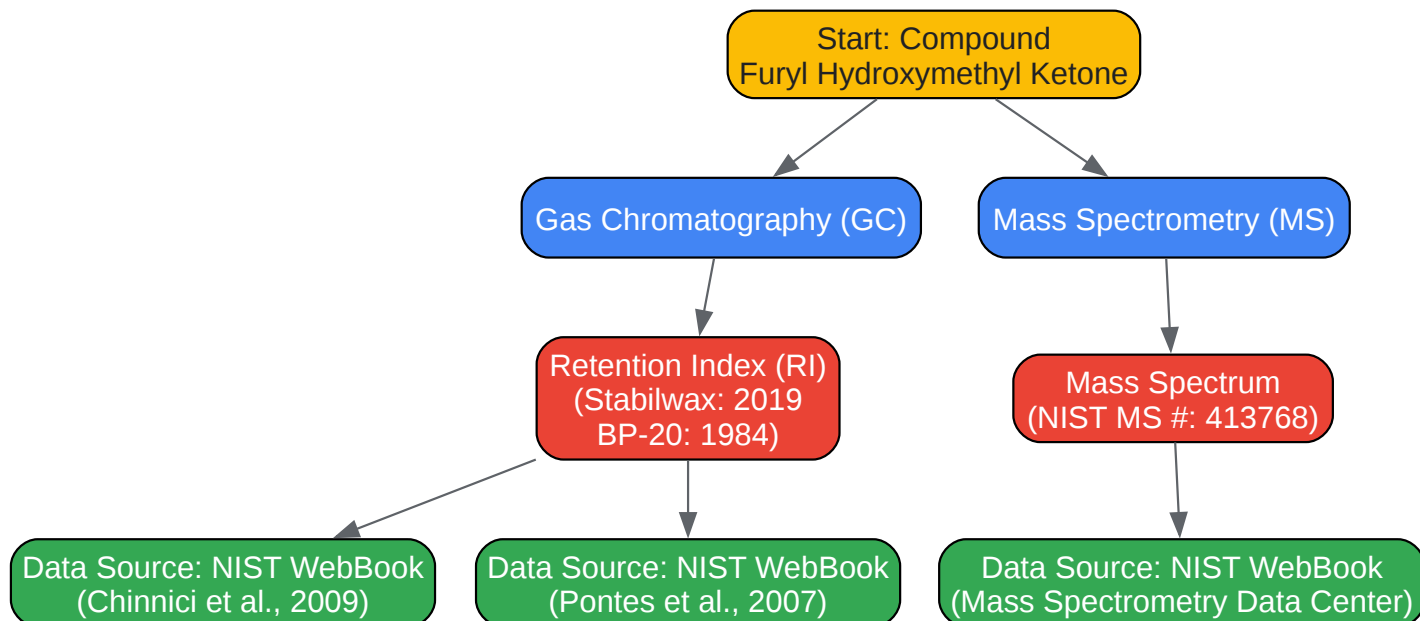 Start: Compound
Furyl Hydroxymethyl Ketone
Gas Chromatography (GC)
Mass Spectrometry (MS)
Retention Index (RI)
(Stabilwax: 2019
BP-20: 1984)
Mass Spectrum
(NIST MS #: 413768)
Data Source: NIST WebBook
(Chinnici et al., 2009)
Data Source: NIST WebBook
(Pontes et al., 2007)
Data Source: NIST WebBook
(Mass Spectrometry Data Center)